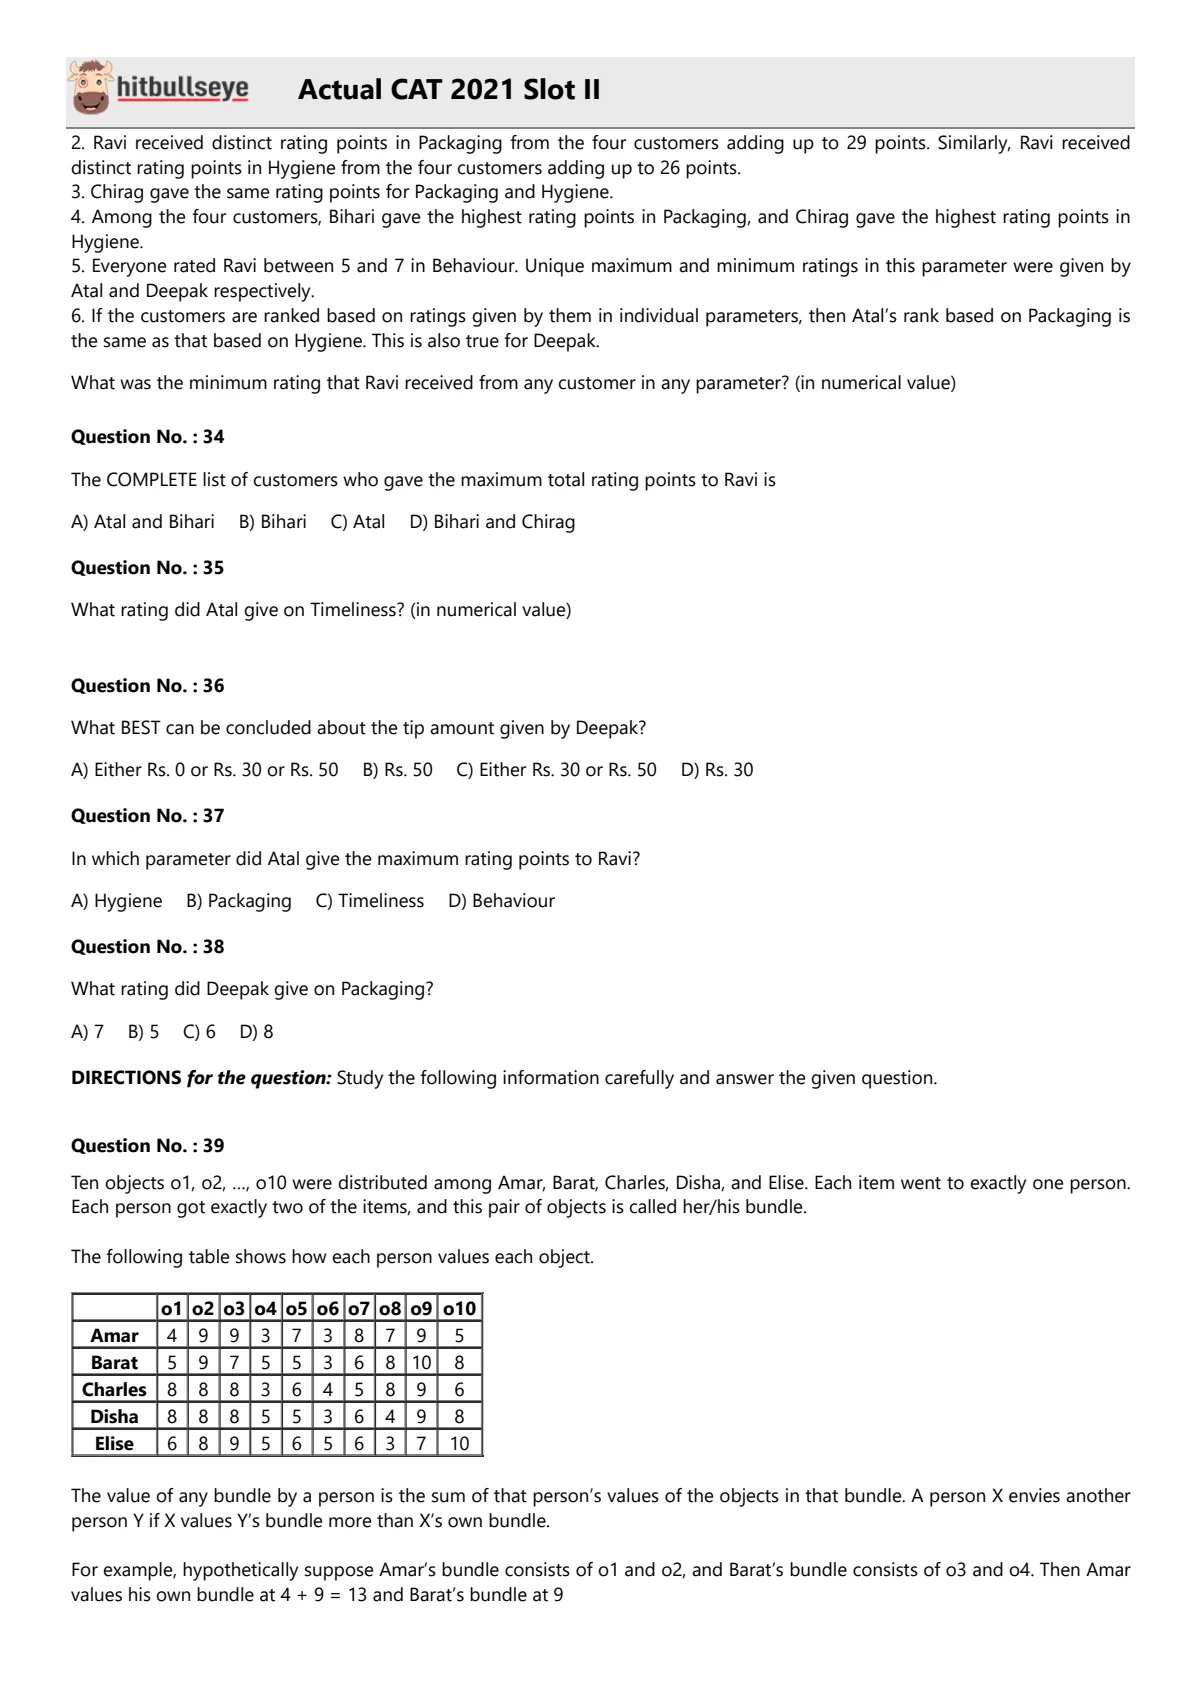 hitbullseye Actual CAT 2021 Slot II
2. Ravi received distinct rating points in Packaging from the four customers adding up to 29 points. Similarly, Ravi received
distinct rating points in Hygiene from the four customers adding up to 26 points.
3. Chirag gave the same rating points for Packaging and Hygiene.
4. Among the four customers, Bihari gave the highest rating points in Packaging, and Chirag gave the highest rating points in
Hygiene.
5. Everyone rated Ravi between 5 and 7 in Behaviour. Unique maximum and minimum ratings in this parameter were given by
Atal and Deepak respectively.
6. If the customers are ranked based on ratings given by them in individual parameters, then Atal's rank based on Packaging is
the same as that based on Hygiene. This is also true for Deepak.
What was the minimum rating that Ravi received from any customer in any parameter? (in numerical value)
Question No. : 34
The COMPLETE list of customers who gave the maximum total rating points to Ravi is
A) Atal and Bihari B) Bihari C) Atal D) Bihari and Chirag
Question No. : 35
What rating did Atal give on Timeliness? (in numerical value)
Question No. : 36
What BEST can be concluded about the tip amount given by Deepak?
A) Either Rs. 0 or Rs. 30 or Rs. 50 B) Rs. 50 C) Either Rs. 30 or Rs. 50 D) Rs. 30
Question No. : 37
In which parameter did Atal give the maximum rating points to Ravi?
A) Hygiene B) Packaging C) Timeliness D) Behaviour
Question No. : 38
What rating did Deepak give on Packaging?
A) 7 B) 5 C) 6 D) 8
DIRECTIONS for the question: Study the following information carefully and answer the given question.
Question No. : 39
Ten objects o1, o2, ..., o10 were distributed among Amar, Barat, Charles, Disha, and Elise. Each item went to exactly one person.
Each person got exactly two of the items, and this pair of objects is called her/his bundle.
The following table shows how each person values each object.
o1 o2 o3 o4 o5 o6 o7 o8 o9 o10
Amar 4 9 9 3 7 3 8 7 9 5
Barat 5 9 7 5 5 3 6 8 10 8
Charles 8 8 8 3 6 4 5 8 9 6
Disha 8 8 8 5 5 3 6 4 9 8
Elise 6 8 9 5 6 5 6 3 7 10
The value of any bundle by a person is the sum of that person's values of the objects in that bundle. A person X envies another
person Y if X values Y's bundle more than X's own bundle.
For example, hypothetically suppose Amar's bundle consists of o1 and o2, and Barat's bundle consists of o3 and o4. Then Amar
values his own bundle at 4 + 9 = 13 and Barat's bundle at 9